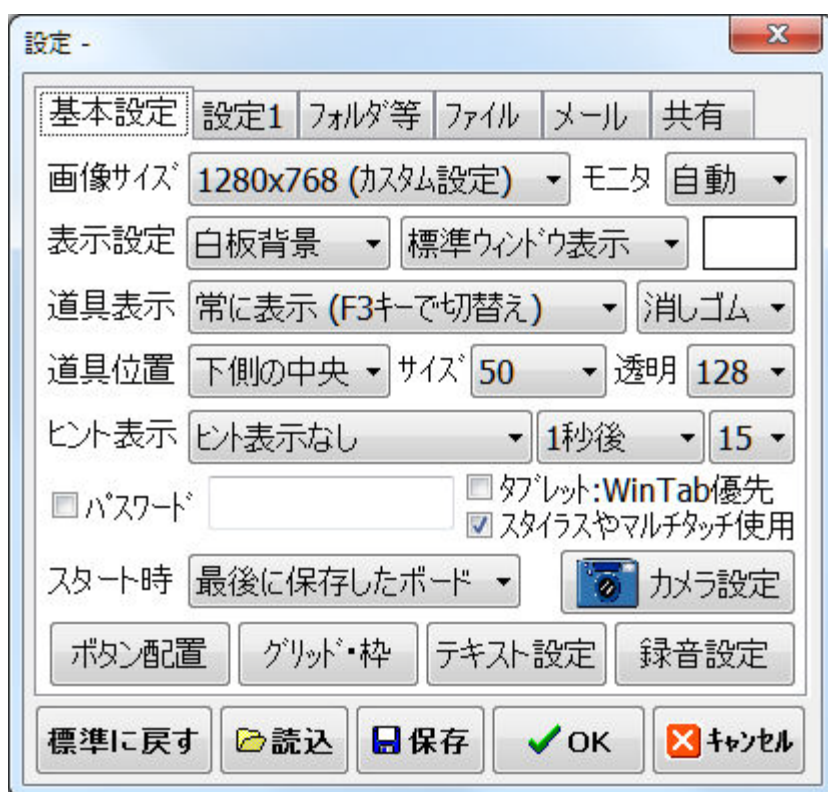 設定 -
基本設定 設定1 フォルダ等 ファイル メール 共有
画像サイズ 1280x768 (カスタム設定) モニタ 自動
表示設定 白板背景 標準ウィンドウ表示
道具表示 常に表示 (F3キーで切替え) 消しゴム
道具位置 下側の中央 サイズ 50 透明 128
ヒント表示 ヒント表示なし 1秒後 15
パスワード タブレット:WinTab優先
スタイラスやマルチタッチ使用
スタート時 最後に保存したボード カメラ設定
ボタン配置 グリッド・枠 テキスト設定 録音設定
標準に戻す 読込 保存 OK キャンセル